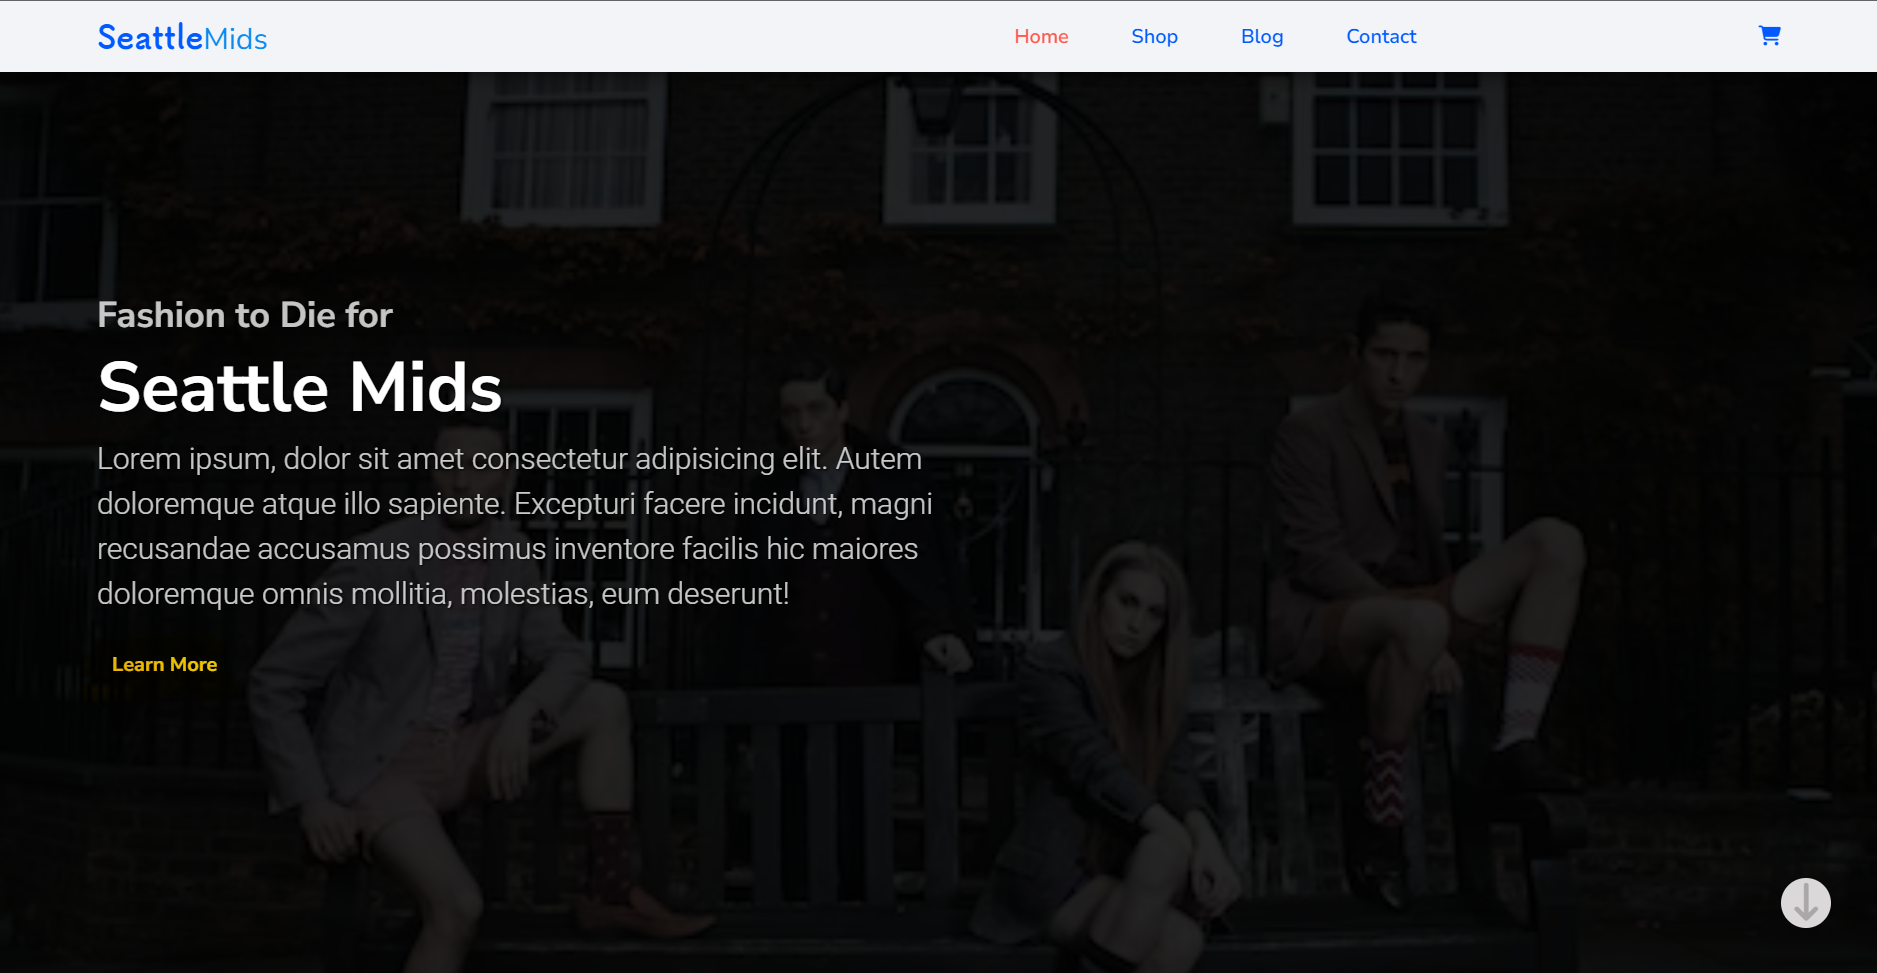 SeattleMids
Home
Shop
Blog
Contact
Fashion to Die for
Seattle Mids
Lorem ipsum, dolor sit amet consectetur adipisicing elit. Autem
doloremque atque illo sapiente. Excepturi facere incidunt, magni
recusandae accusamus possimus inventore facilis hic maiores
doloremque omnis mollitia, molestias, eum deserunt!
Learn More